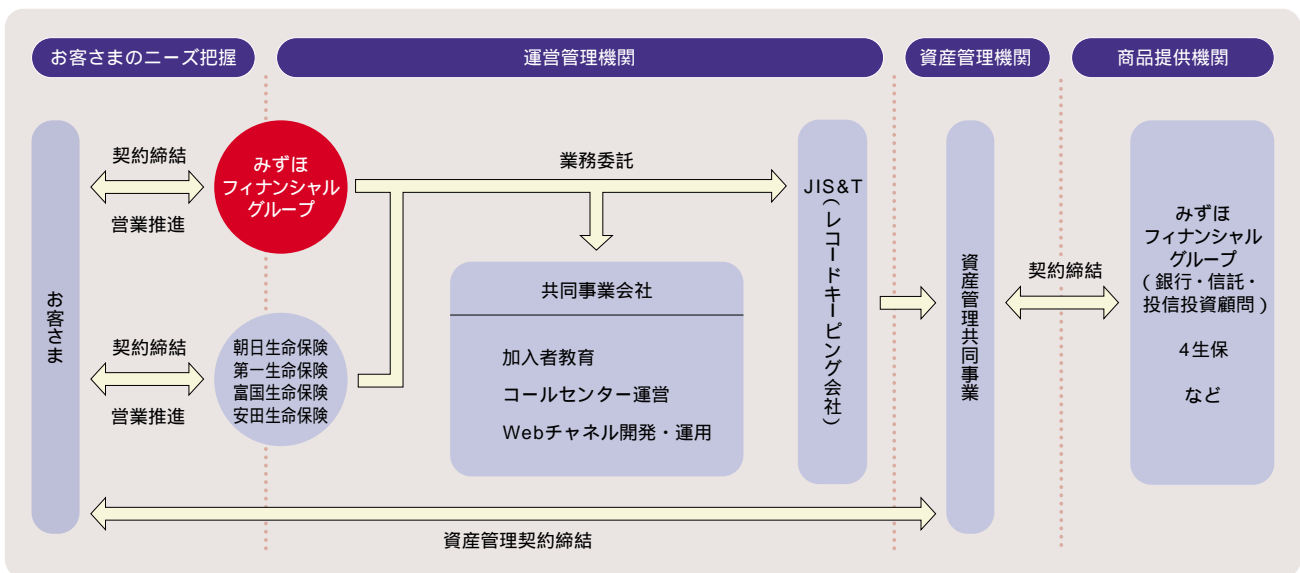 お客さまのニーズ把握
運営管理機関
資産管理機関
商品提供機関
お客さま
契約締結
営業推進
みずほ
フィナンシャル
グループ
契約締結
営業推進
朝日生命保険
第一生命保険
富国生命保険
安田生命保険
業務委託
共同事業会社
加入者教育
コールセンター運営
Webチャネル開発・運用
JIS&T
(レコードキーピング会社)
資産管理共同事業
契約締結
みずほ
フィナンシャル
グループ
(銀行・信託・
投信投資顧問)
4生保
など
資産管理契約締結